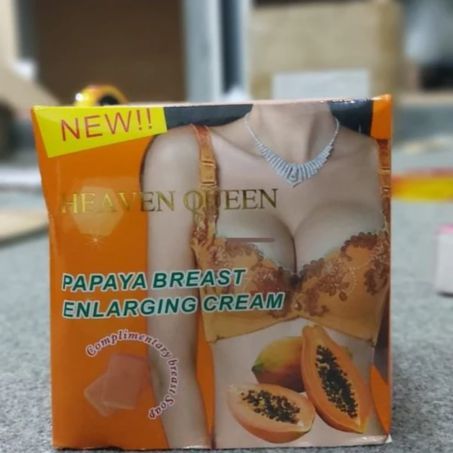 NEW!!
HEAVEN QUEEN
PAPAYA BREAST
ENLARGING CREAM
Complimentary breast Soap